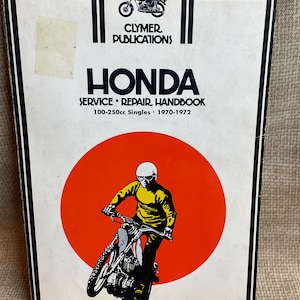 CLYMER
PUBLICATIONS
HONDA
SERVICE • REPAIR HANDBOOK
100-250cc Singles • 1970-1972